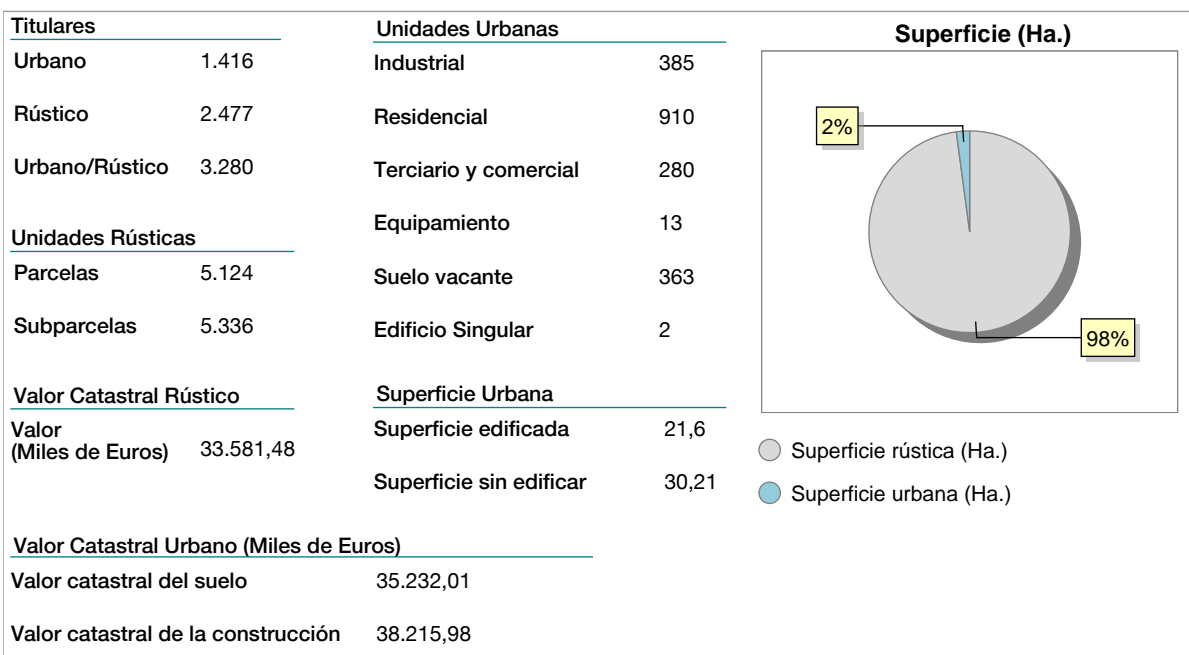 Titulares
Urbano 1.416
Rústico 2.477
Urbano/Rústico 3.280
Unidades Rústicas
Parcelas 5.124
Subparcelas 5.336
Valor Catastral Rústico
Valor
(Miles de Euros) 33.581,48
Unidades Urbanas
Industrial 385
Residencial 910
Terciario y comercial 280
Equipamiento 13
Suelo vacante 363
Edificio Singular 2
Superficie Urbana
Superficie edificada 21,6
Superficie sin edificar 30,21
Valor Catastral Urbano (Miles de Euros)
Valor catastral del suelo 35.232,01
Valor catastral de la construcción 38.215,98
Superficie (Ha.)
2%
98%
Superficie rústica (Ha.)
Superficie urbana (Ha.)